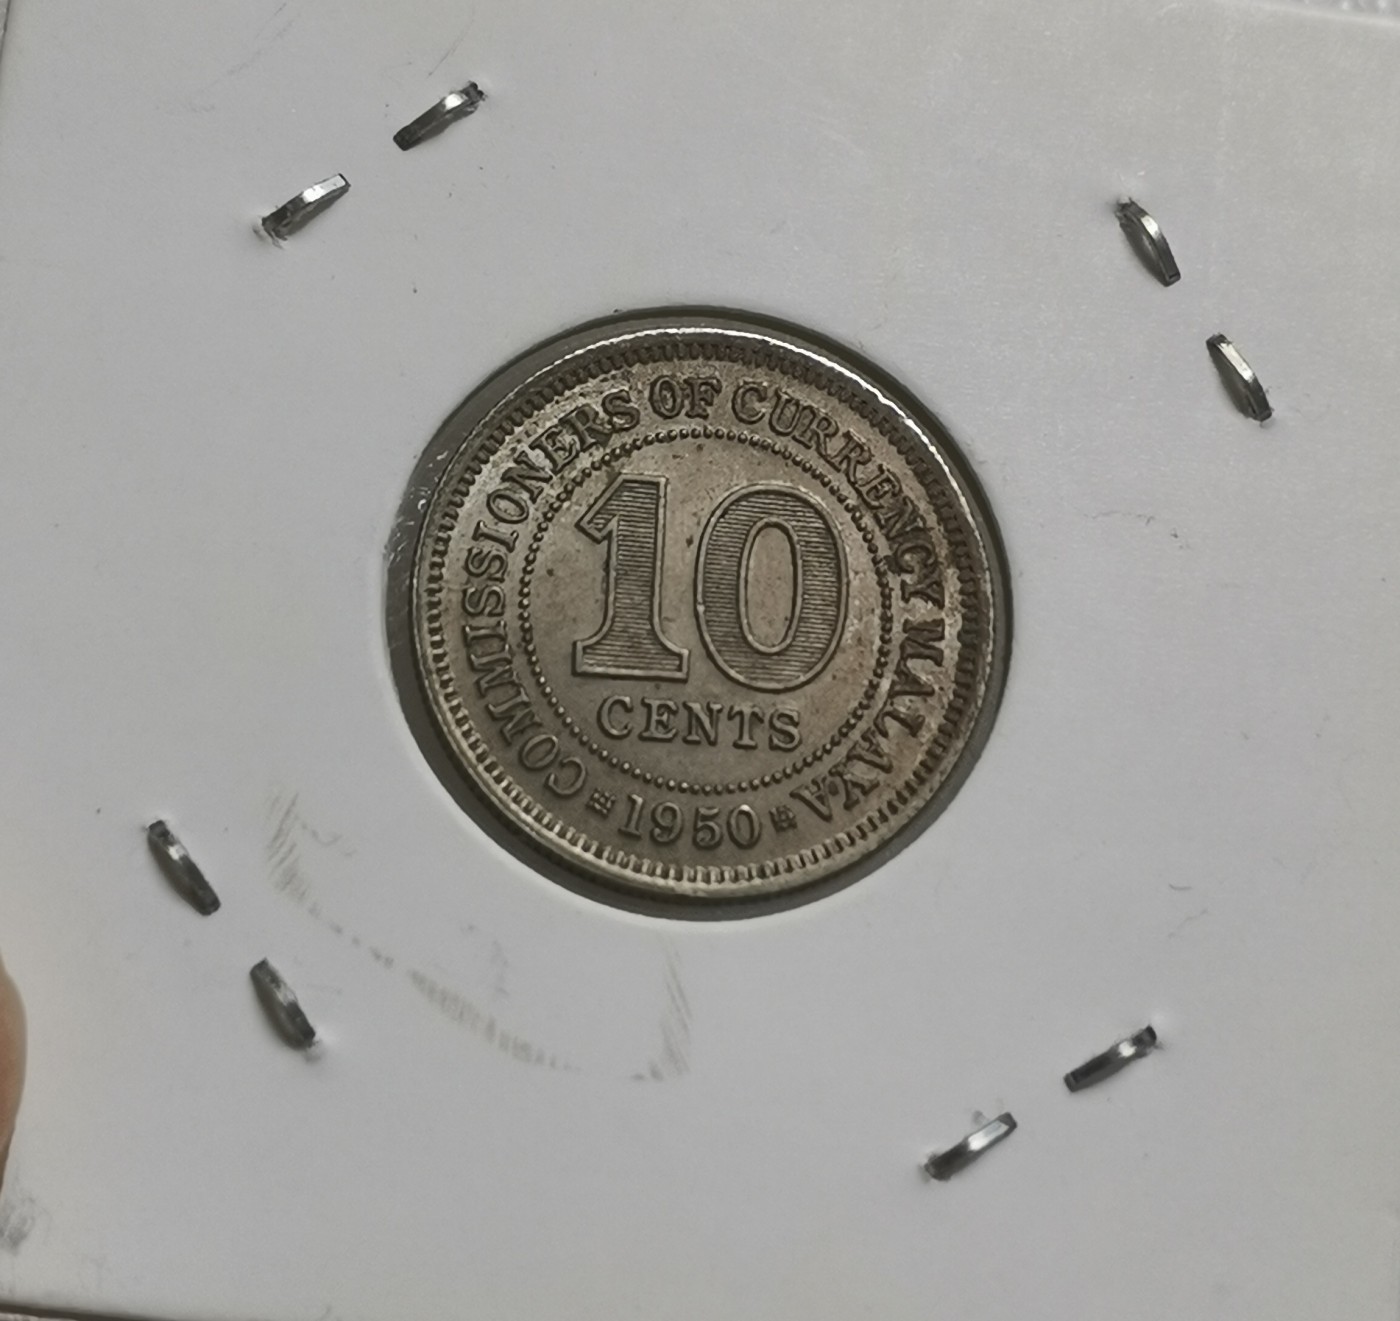 COMMISSIONERS OF CURRENCY MALAYA
10
CENTS
1950